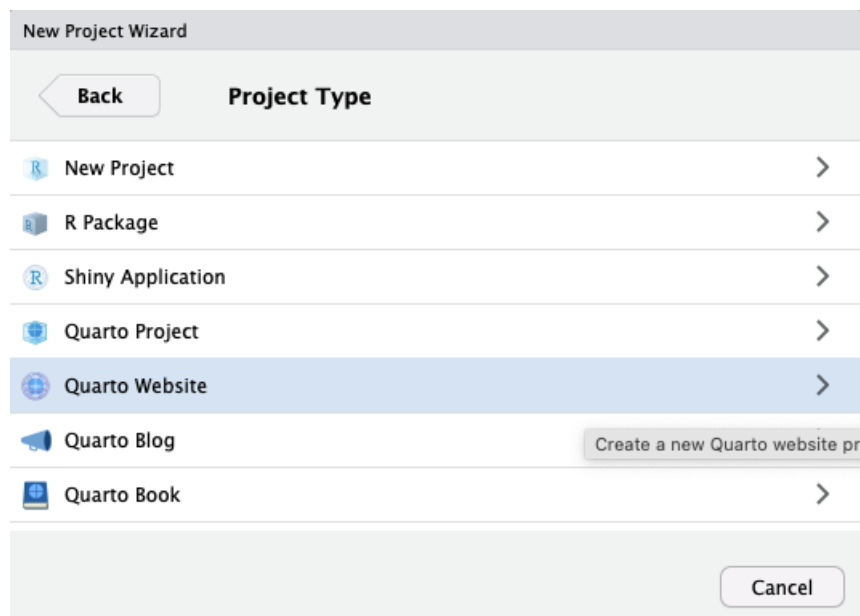 New Project Wizard
Back
Project Type
R New Project
R R Package
R Shiny Application
Quarto Project
Quarto Website
Quarto Blog
Create a new Quarto website pr
Quarto Book
Cancel